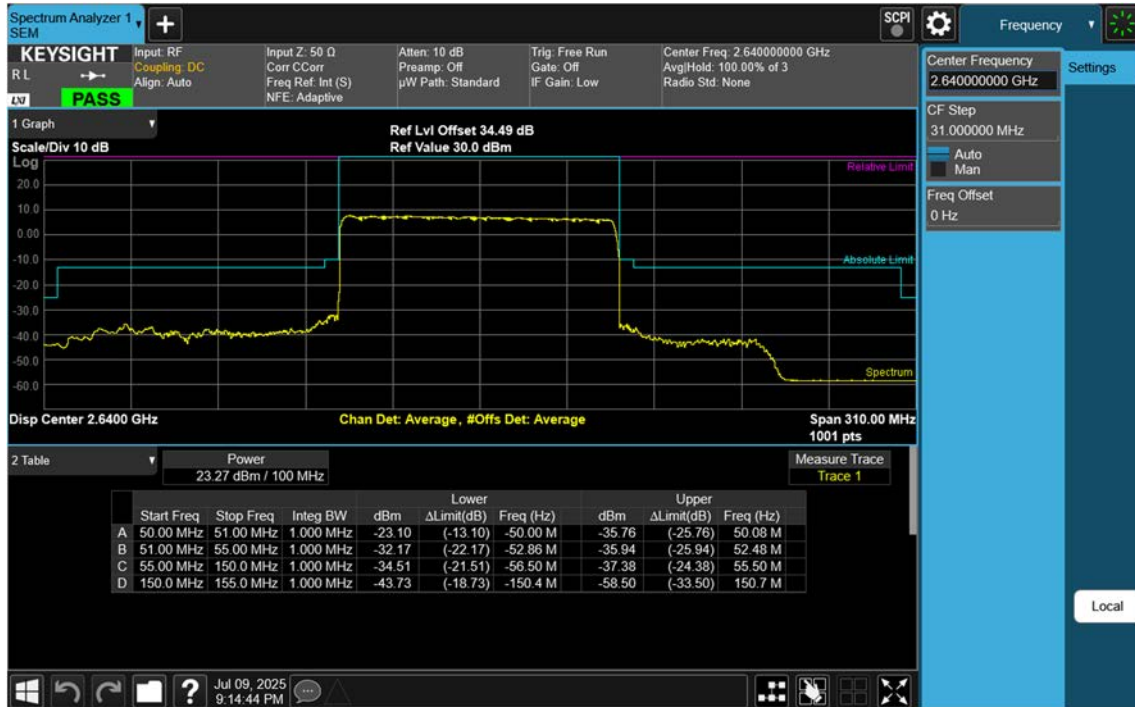 Spectrum Analyzer 1
SEM
SCPI
Frequency
KEYSIGHT
R L
LXI
PASS
Input: RF
Coupling: DC
Align: Auto
Input Z: 50 Ω
Corr CCorr
Freq Ref: Int (S)
NFE: Adaptive
Atten: 10 dB
Preamp: Off
µW Path: Standard
Trig: Free Run
Gate: Off
IF Gain: Low
Center Freq: 2.640000000 GHz
Avg|Hold: 100.00% of 3
Radio Std: None
Center Frequency
2.640000000 GHz
Settings
CF Step
31.000000 MHz
Auto
Man
Freq Offset
0 Hz
1 Graph
Scale/Div 10 dB
Ref Lvl Offset 34.49 dB
Ref Value 30.0 dBm
Log
20.0
10.0
0.00
-10.0
-20.0
-30.0
-40.0
-50.0
-60.0
Relative Limit
Absolute Limit
Spectrum
Disp Center 2.6400 GHz
Chan Det: Average, #Offs Det: Average
Span 310.00 MHz
1001 pts
2 Table
Power
23.27 dBm / 100 MHz
Measure Trace
Trace 1
Lower Upper
Start Freq Stop Freq Integ BW dBm ΔLimit(dB) Freq (Hz) dBm ΔLimit(dB) Freq (Hz)
A 50.00 MHz 51.00 MHz 1.000 MHz -23.10 (-13.10) -50.00 M -35.76 (-25.76) 50.08 M
B 51.00 MHz 55.00 MHz 1.000 MHz -32.17 (-22.17) -52.86 M -35.94 (-25.94) 52.48 M
C 55.00 MHz 150.0 MHz 1.000 MHz -34.51 (-21.51) -56.50 M -37.38 (-24.38) 55.50 M
D 150.0 MHz 155.0 MHz 1.000 MHz -43.73 (-18.73) -150.4 M -58.50 (-33.50) 150.7 M
Local
?
Jul 09, 2025
9:14:44 PM